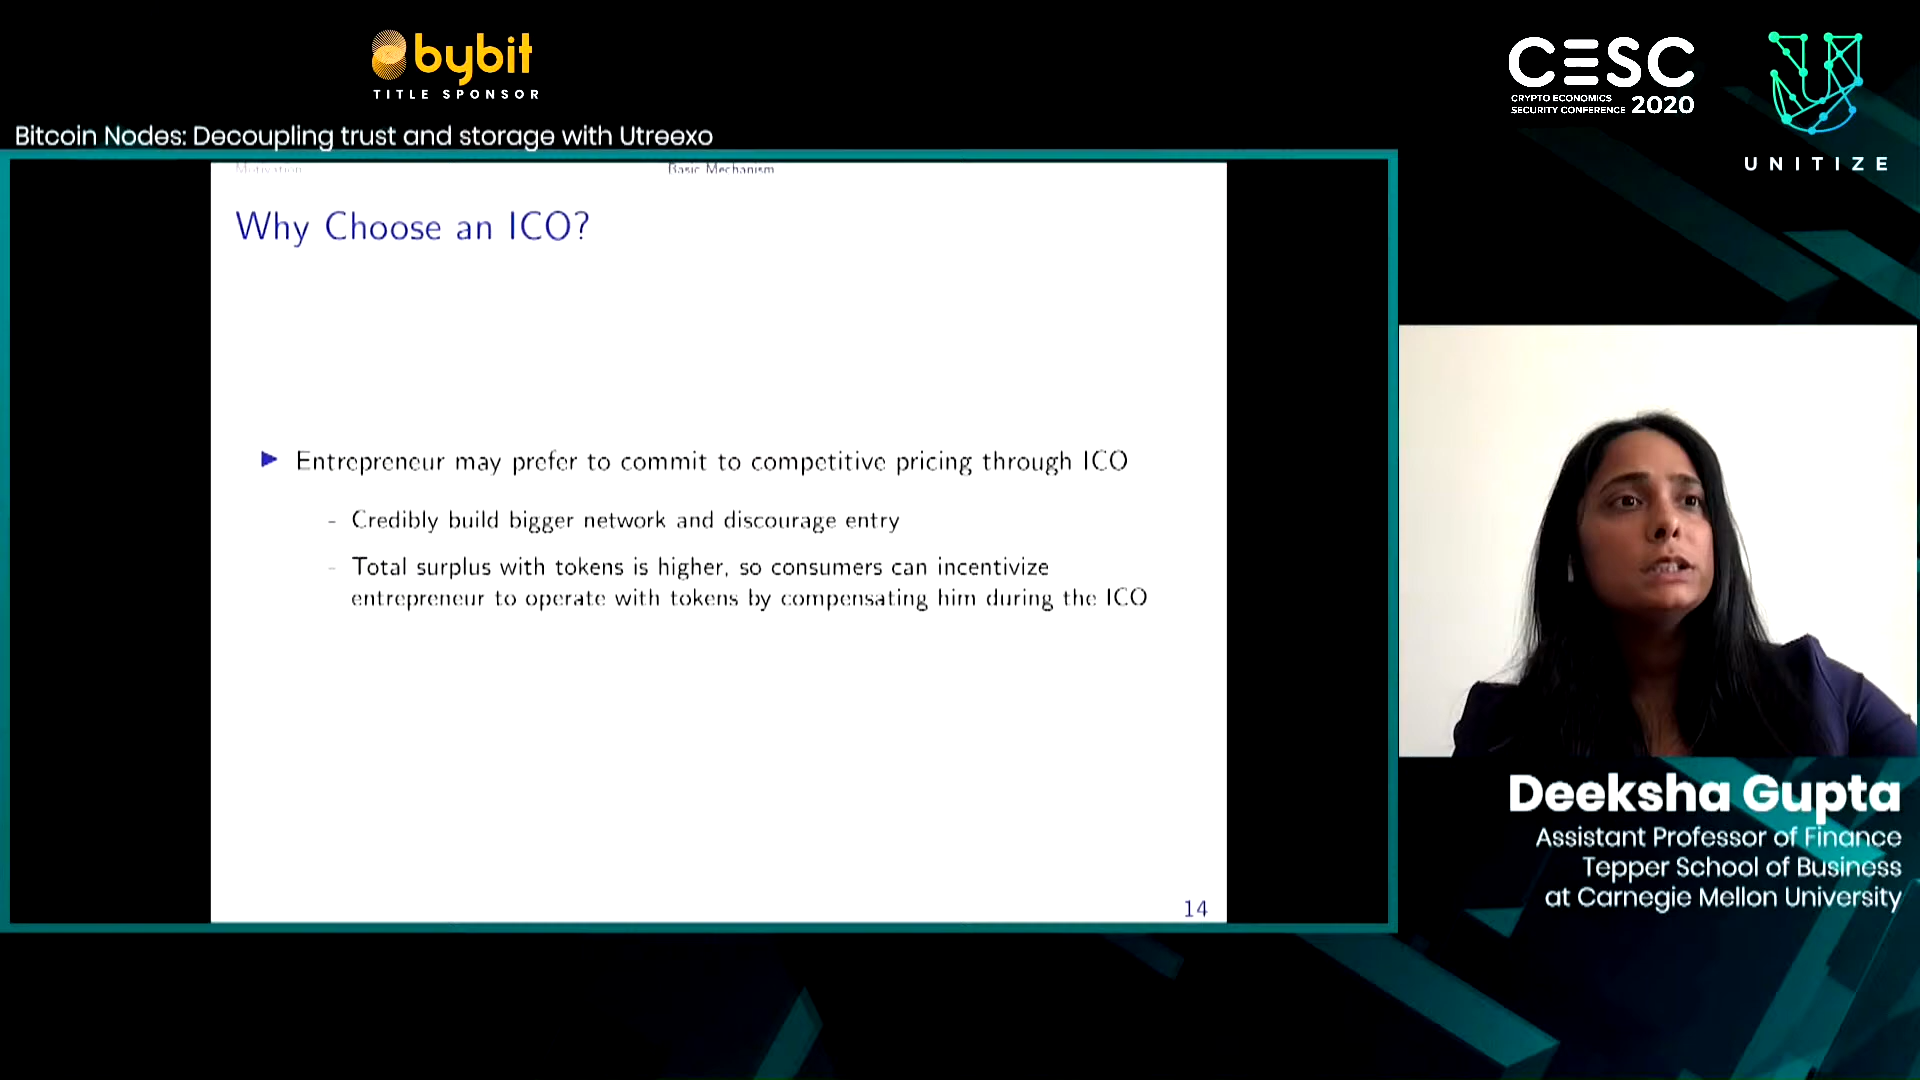 bybit
TITLE SPONSOR
CESC
CRYPTO ECONOMICS
SECURITY CONFERENCE 2020
UNITIZE
Bitcoin Nodes: Decoupling trust and storage with Utreexo
Motivation
Basic Mechanism
Why Choose an ICO?
Entrepreneur may prefer to commit to competitive pricing through ICO
- Credibly build bigger network and discourage entry
- Total surplus with tokens is higher, so consumers can incentivize
entrepreneur to operate with tokens by compensating him during the ICO
14
Deeksha Gupta
Assistant Professor of Finance
Tepper School of Business
at Carnegie Mellon University